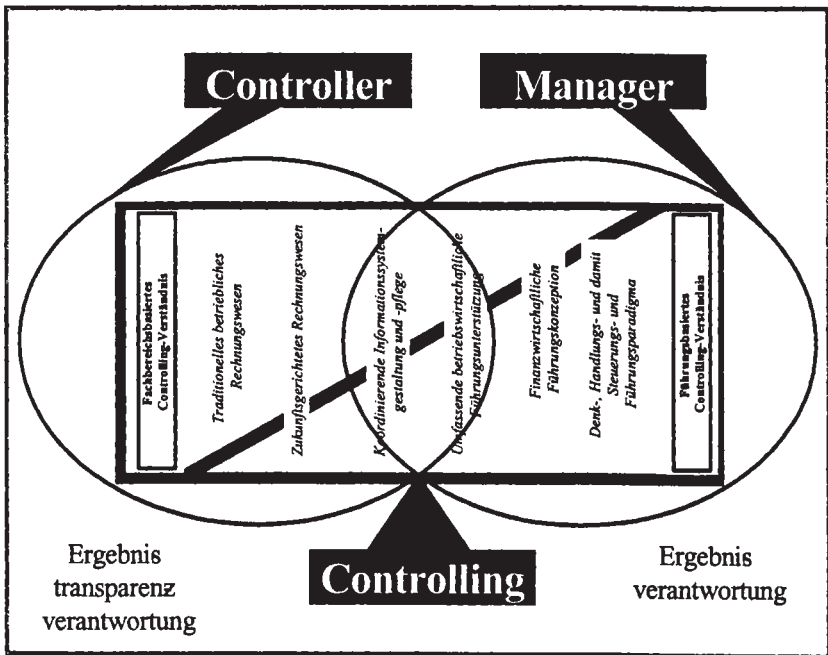 Controller
Manager
Fachbereichsbasiertes
Controlling-Verständnis
Traditionelles betriebliches
Rechnungswesen
Zukunftsgerichtetes Rechnungswesen
Koordinierende Informationssystem-
gestaltung und -pflege
Umfassende betriebswirtschaftliche
Führungsunterstützung
Finanzwirtschaftliche
Führungskonzeption
Denk-, Handlungs- und damit
Steuerungs- und
Führungsparadigma
Führungsbasiertes
Controlling-Verständnis
Ergebnis
transparenz
verantwortung
Controlling
Ergebnis
verantwortung